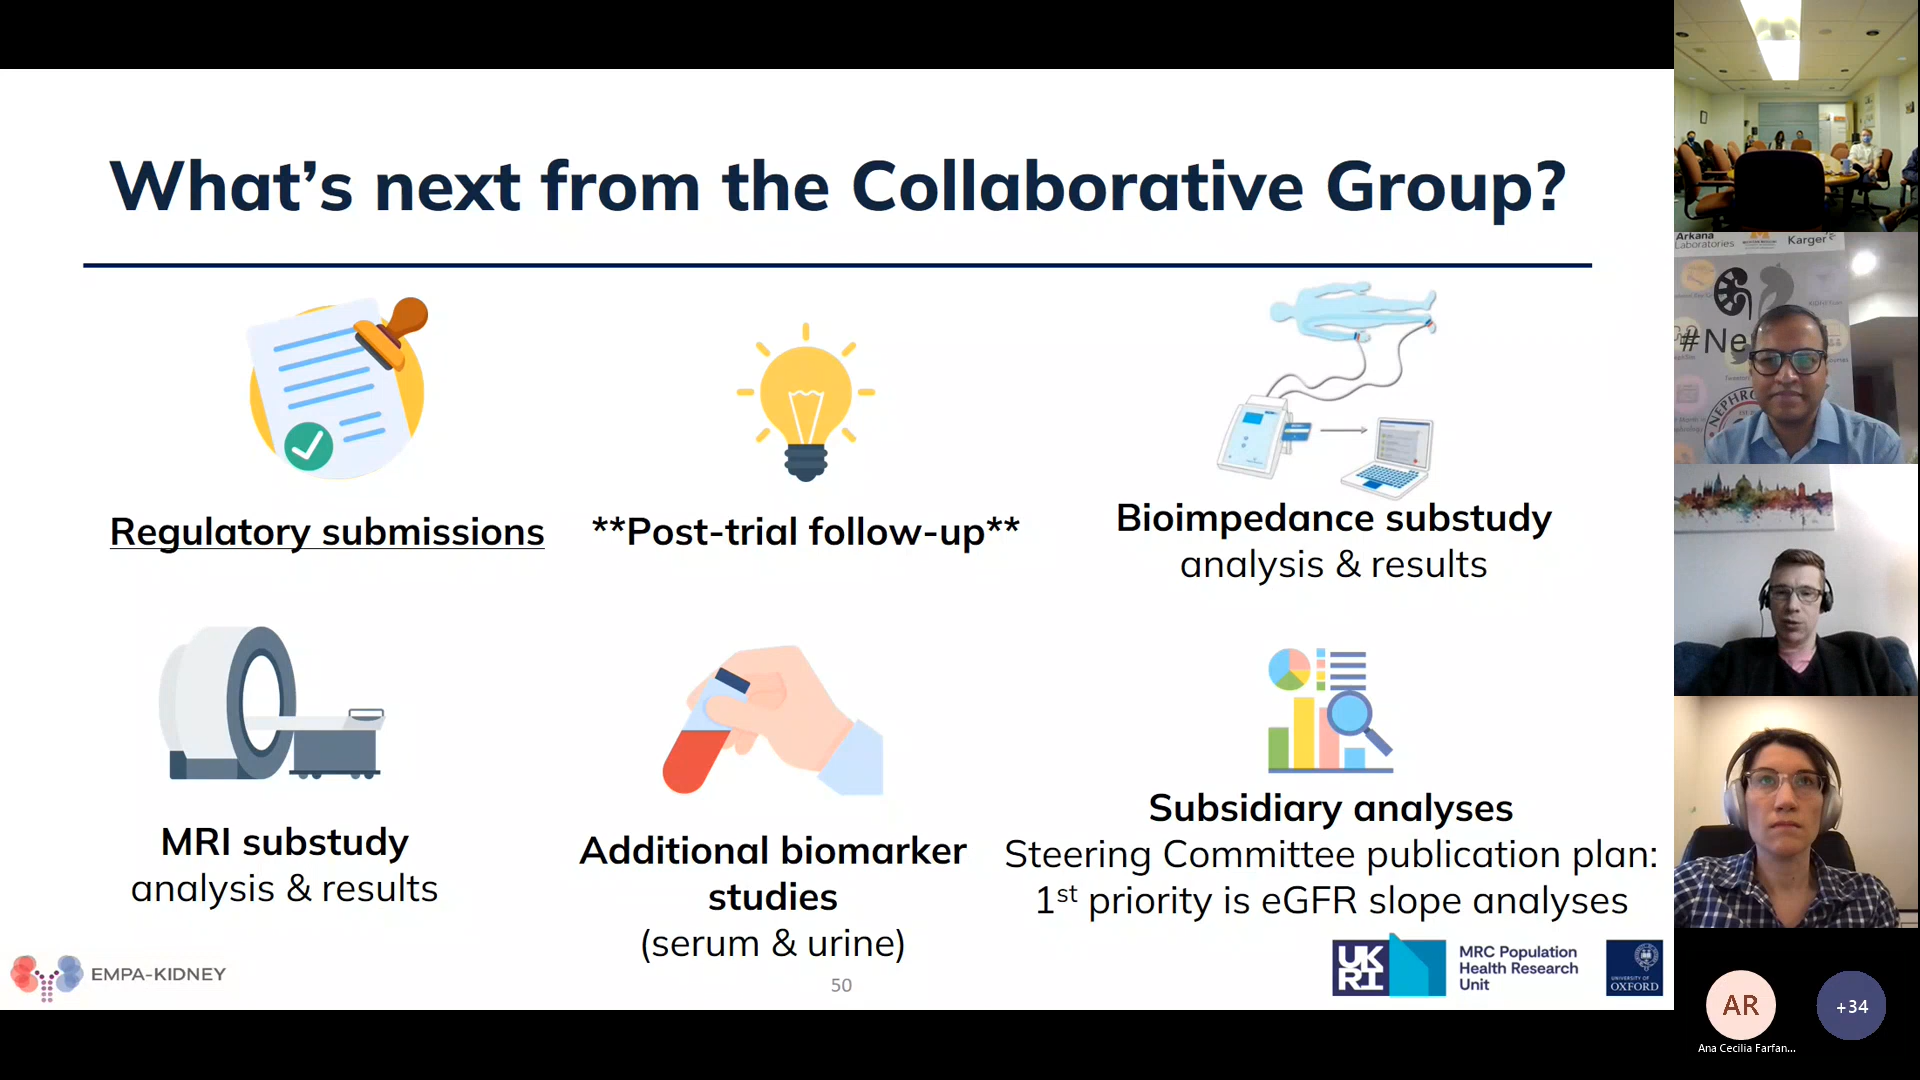 What's next from the Collaborative Group?
Regulatory submissions
**Post-trial follow-up**
Bioimpedance substudy
analysis & results
MRI substudy
analysis & results
Additional biomarker
studies
(serum & urine)
Subsidiary analyses
Steering Committee publication plan:
1st priority is eGFR slope analyses
EMPA-KIDNEY
50
UK
RI
MRC Population
Health Research
Unit
UNIVERSITY OF
OXFORD
Arkana
Laboratories
Karger
#Ne
NEPHRO
AR
Ana Cecilia Farfan...
+34